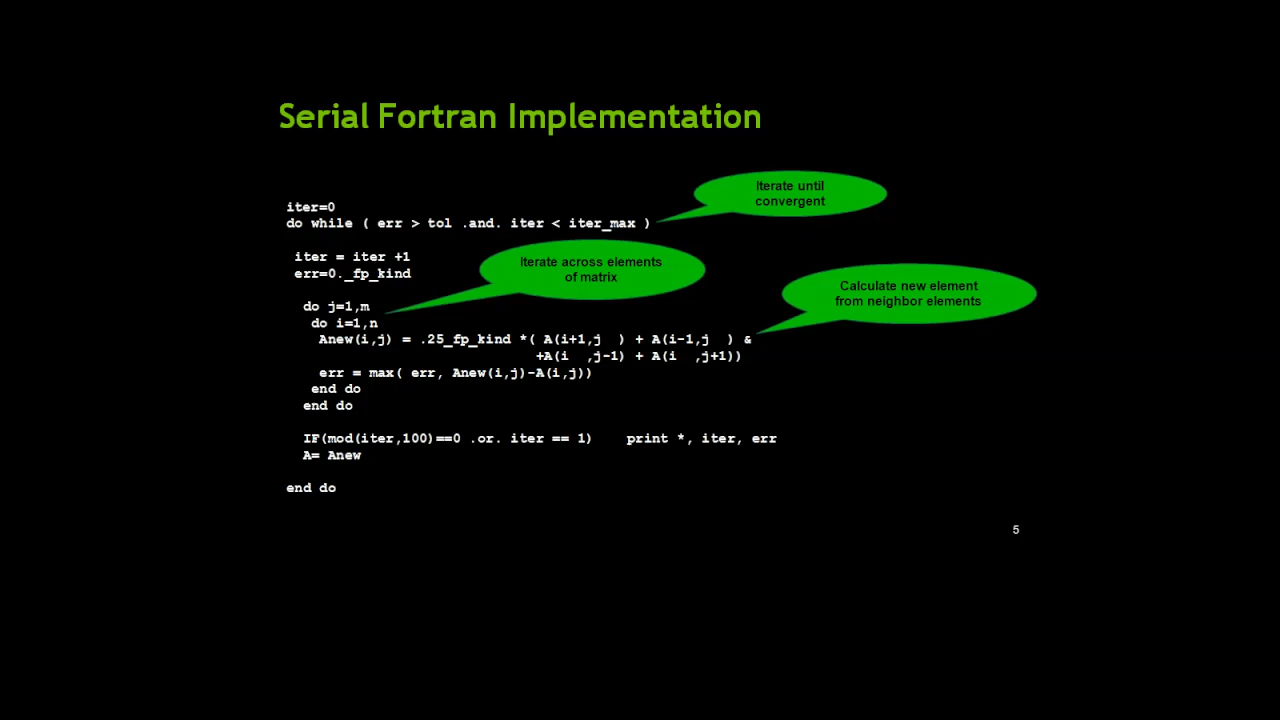 Serial Fortran Implementation
Iterate until
convergent
iter=0
do while ( err > tol .and. iter < iter_max )
iter = iter +1
err=0._fp_kind
Iterate across elements
of matrix
Calculate new element
from neighbor elements
do j=1,m
do i=1,n
Anew(i,j) = .25_fp_kind *( A(i+1,j  ) + A(i-1,j  ) &
+A(i  ,j-1) + A(i  ,j+1))
err = max( err, Anew(i,j)-A(i,j))
end do
end do
IF(mod(iter,100)==0 .or. iter == 1)    print *, iter, err
A= Anew
end do
5